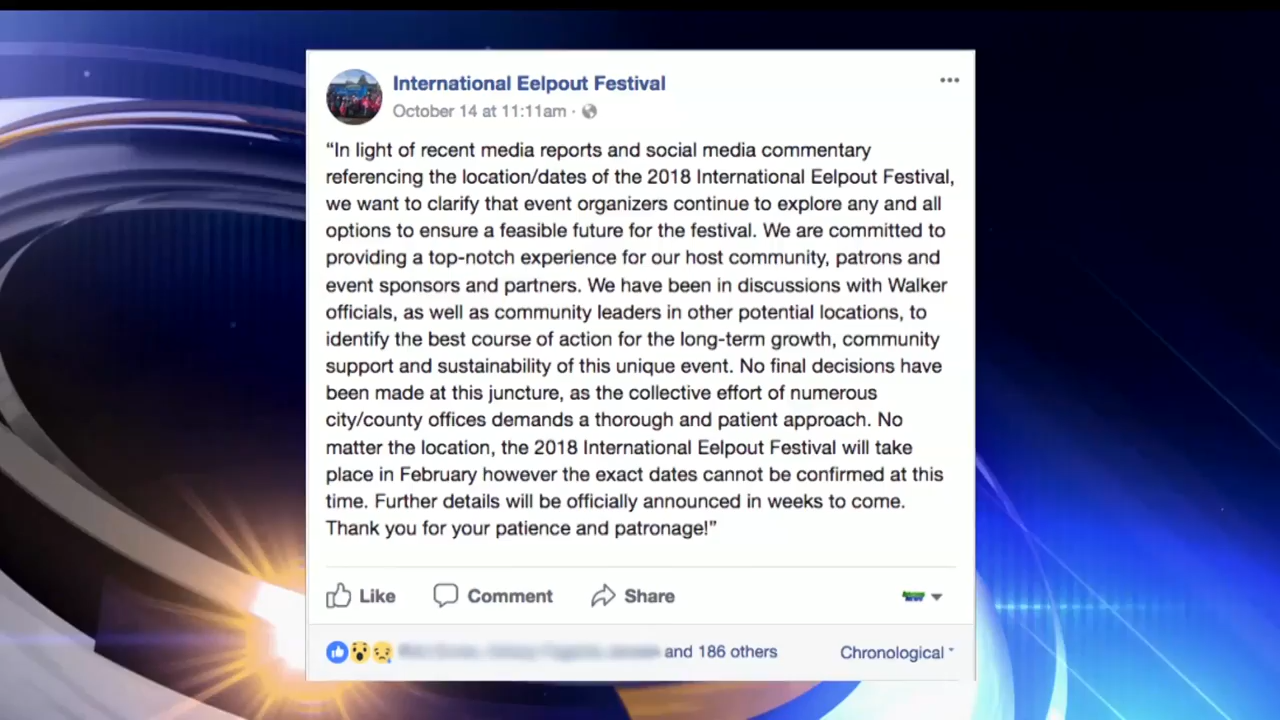 International Eelpout Festival
October 14 at 11:11am ·
“In light of recent media reports and social media commentary
referencing the location/dates of the 2018 International Eelpout Festival,
we want to clarify that event organizers continue to explore any and all
options to ensure a feasible future for the festival. We are committed to
providing a top-notch experience for our host community, patrons and
event sponsors and partners. We have been in discussions with Walker
officials, as well as community leaders in other potential locations, to
identify the best course of action for the long-term growth, community
support and sustainability of this unique event. No final decisions have
been made at this juncture, as the collective effort of numerous
city/county offices demands a thorough and patient approach. No
matter the location, the 2018 International Eelpout Festival will take
place in February however the exact dates cannot be confirmed at this
time. Further details will be officially announced in weeks to come.
Thank you for your patience and patronage!”
Like Comment Share
and 186 others Chronological